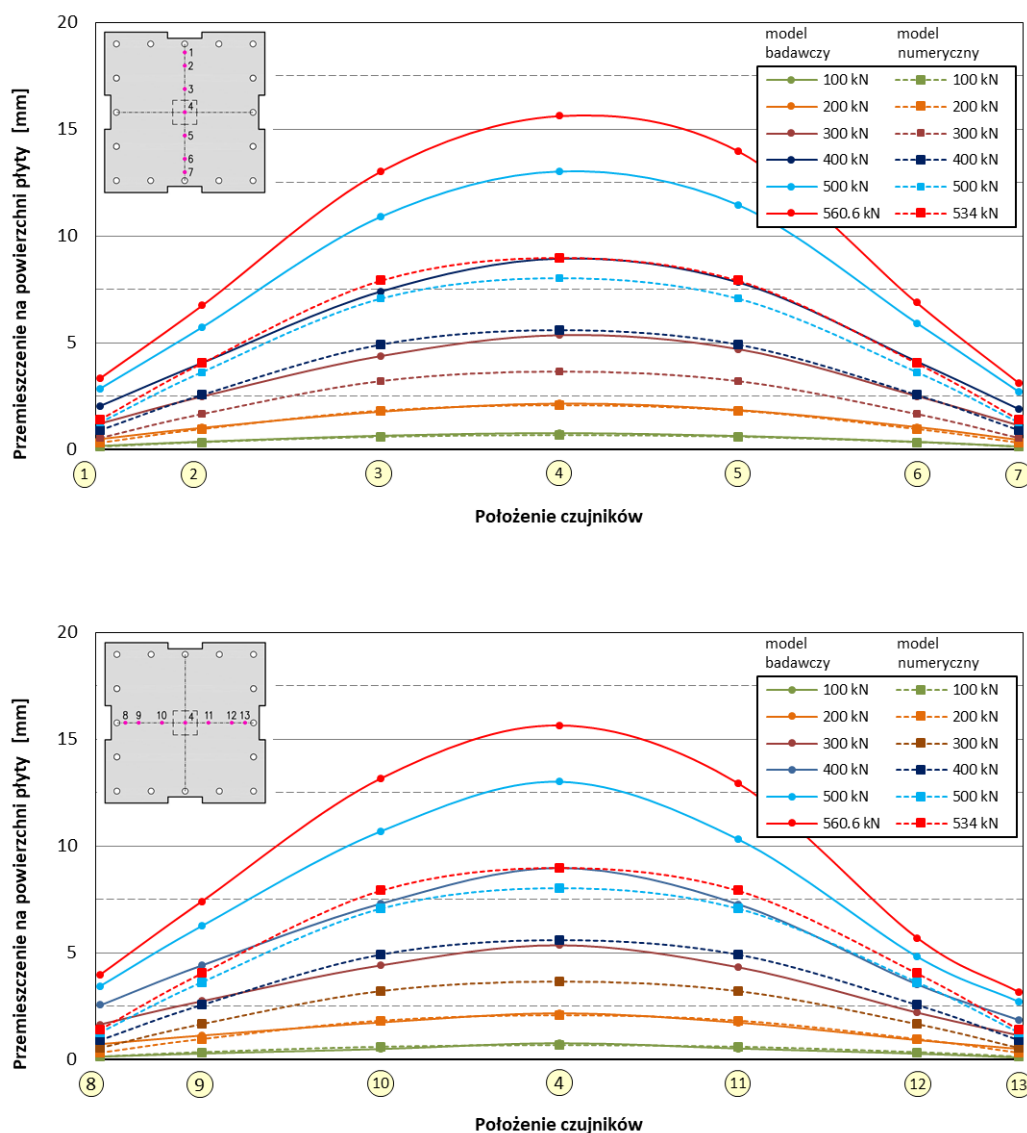 20
15
10
5
0
Przemieszczenie na powierzchni płyty [mm]
1
2
3
4
5
6
7
model badawczy
model numeryczny
100 kN 100 kN
200 kN 200 kN
300 kN 300 kN
400 kN 400 kN
500 kN 500 kN
560.6 kN 534 kN
1 2 3 4 5 6 7
Położenie czujników
20
15
10
5
0
Przemieszczenie na powierzchni płyty [mm]
8 9 10 4 11 12 13
model badawczy
model numeryczny
100 kN 100 kN
200 kN 200 kN
300 kN 300 kN
400 kN 400 kN
500 kN 500 kN
560.6 kN 534 kN
8 9 10 4 11 12 13
Położenie czujników